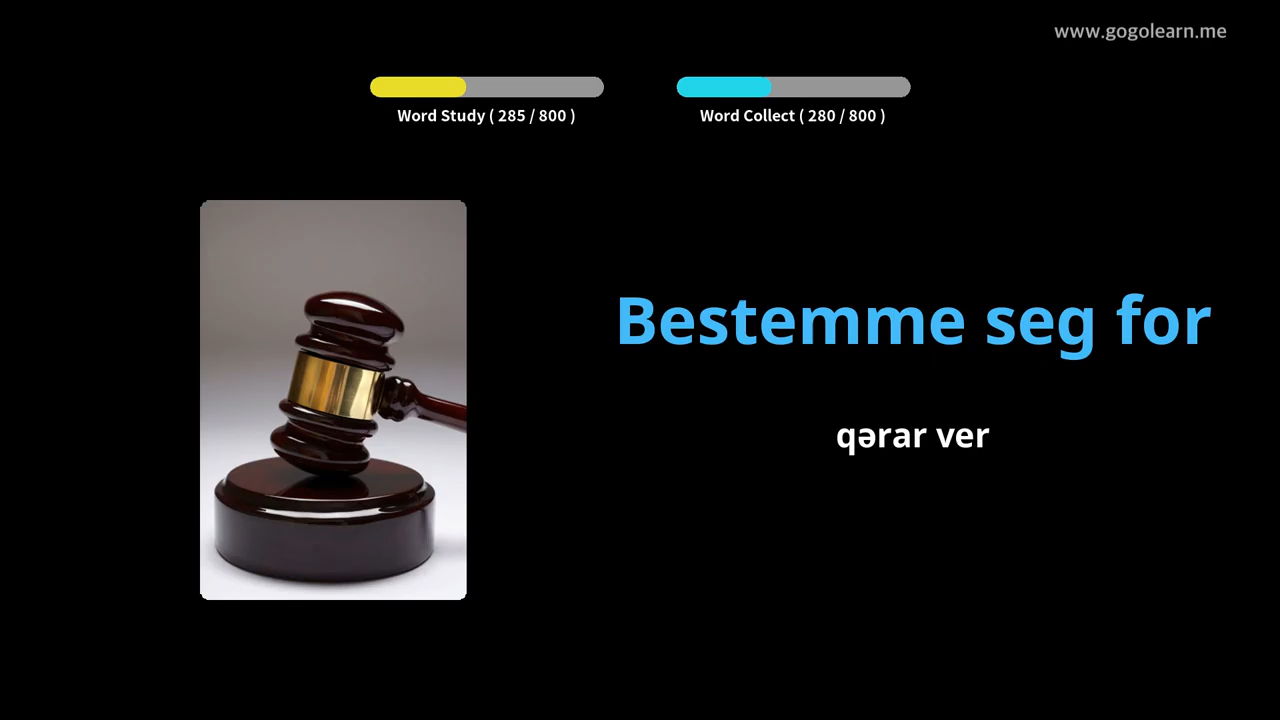 www.gogolearn.me
Word Study ( 285 / 800 )
Word Collect ( 280 / 800 )
Bestemme seg for
qərar ver